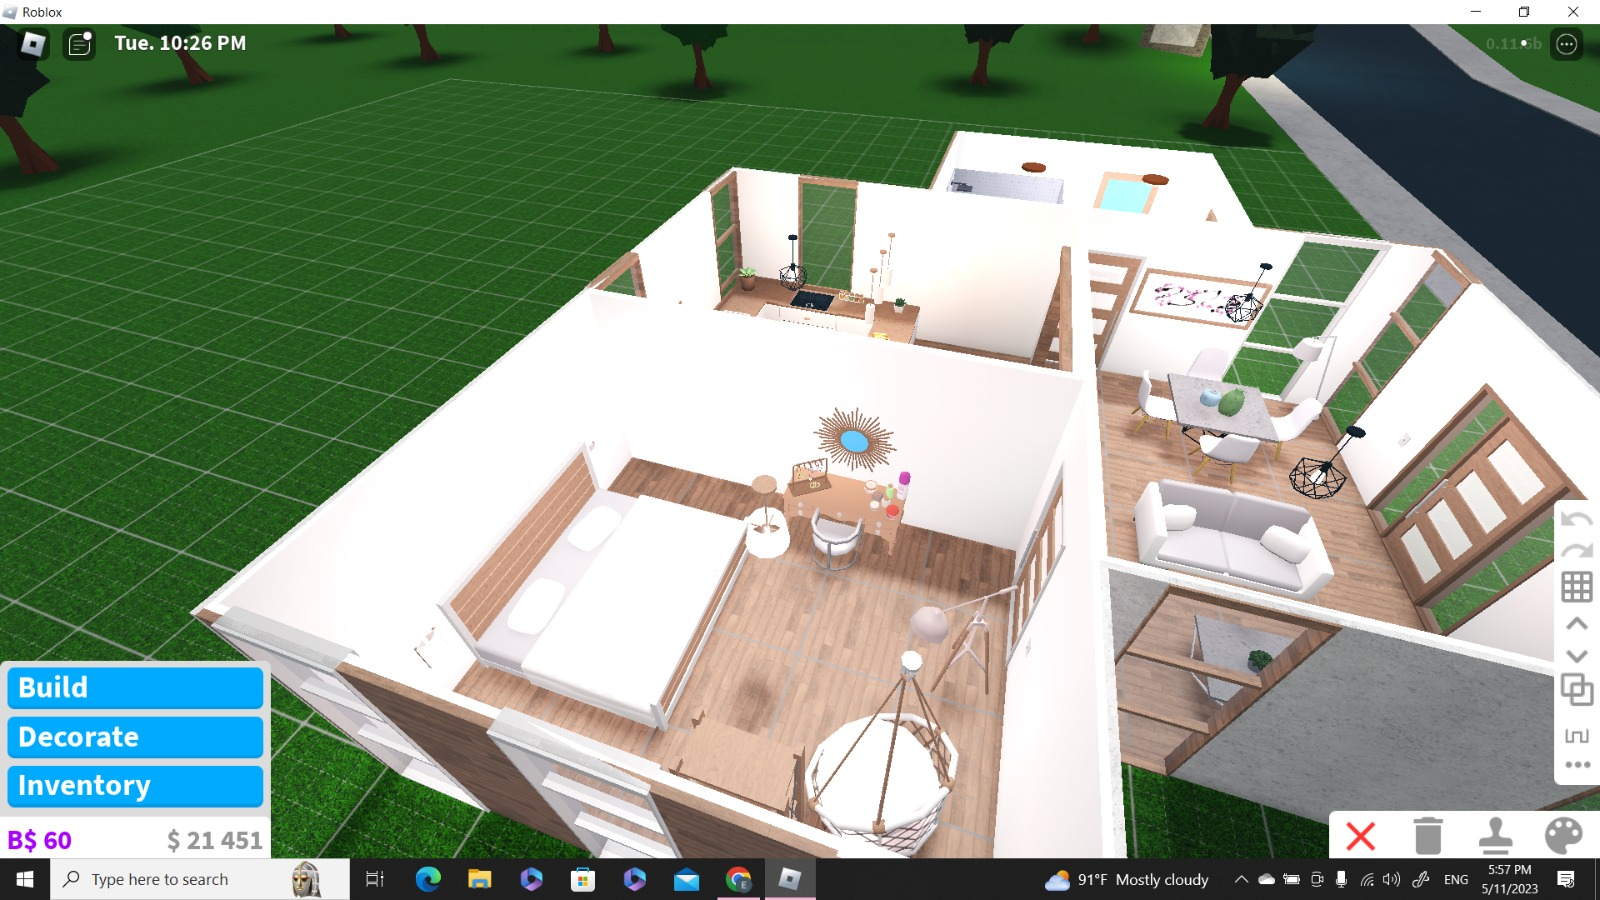 Roblox
Tue. 10:26 PM
Build
Decorate
Inventory
B$ 60
$ 21 451
Type here to search
91°F Mostly cloudy
ENG
5:57 PM
5/11/2023